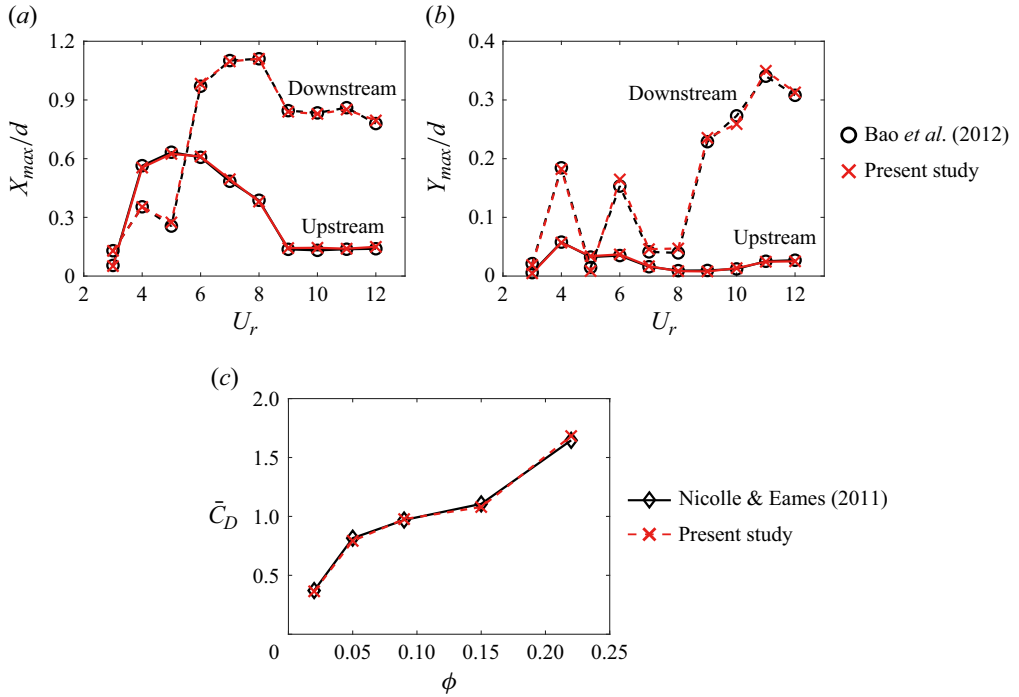 (a)
1.2
0.9
0.6
0.3
0
X_max/d
Downstream
Upstream
2 4 6 8 10 12
U_r
(b)
0.4
0.3
0.2
0.1
0
Y_max/d
Downstream
Upstream
2 4 6 8 10 12
U_r
Bao et al. (2012)
Present study
(c)
2.0
1.5
1.0
0.5
C̄_D
0 0.05 0.10 0.15 0.20 0.25
ϕ
Nicolle & Eames (2011)
Present study